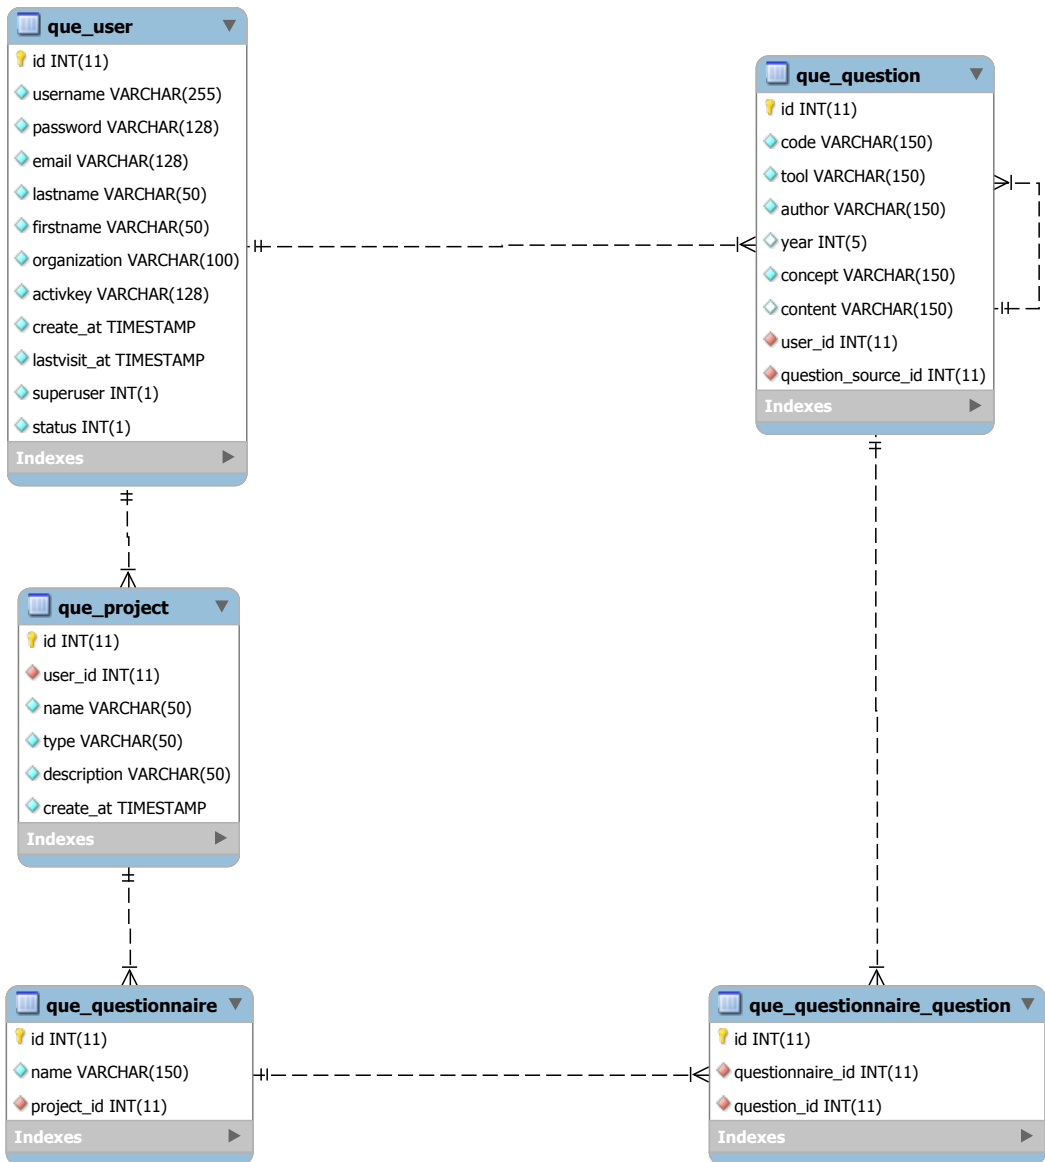 que_user
id INT(11)
username VARCHAR(255)
password VARCHAR(128)
email VARCHAR(128)
lastname VARCHAR(50)
firstname VARCHAR(50)
organization VARCHAR(100)
activkey VARCHAR(128)
create_at TIMESTAMP
lastvisit_at TIMESTAMP
superuser INT(1)
status INT(1)
Indexes
que_question
id INT(11)
code VARCHAR(150)
tool VARCHAR(150)
author VARCHAR(150)
year INT(5)
concept VARCHAR(150)
content VARCHAR(150)
user_id INT(11)
question_source_id INT(11)
Indexes
que_project
id INT(11)
user_id INT(11)
name VARCHAR(50)
type VARCHAR(50)
description VARCHAR(50)
create_at TIMESTAMP
Indexes
que_questionnaire
id INT(11)
name VARCHAR(150)
project_id INT(11)
Indexes
que_questionnaire_question
id INT(11)
questionnaire_id INT(11)
question_id INT(11)
Indexes